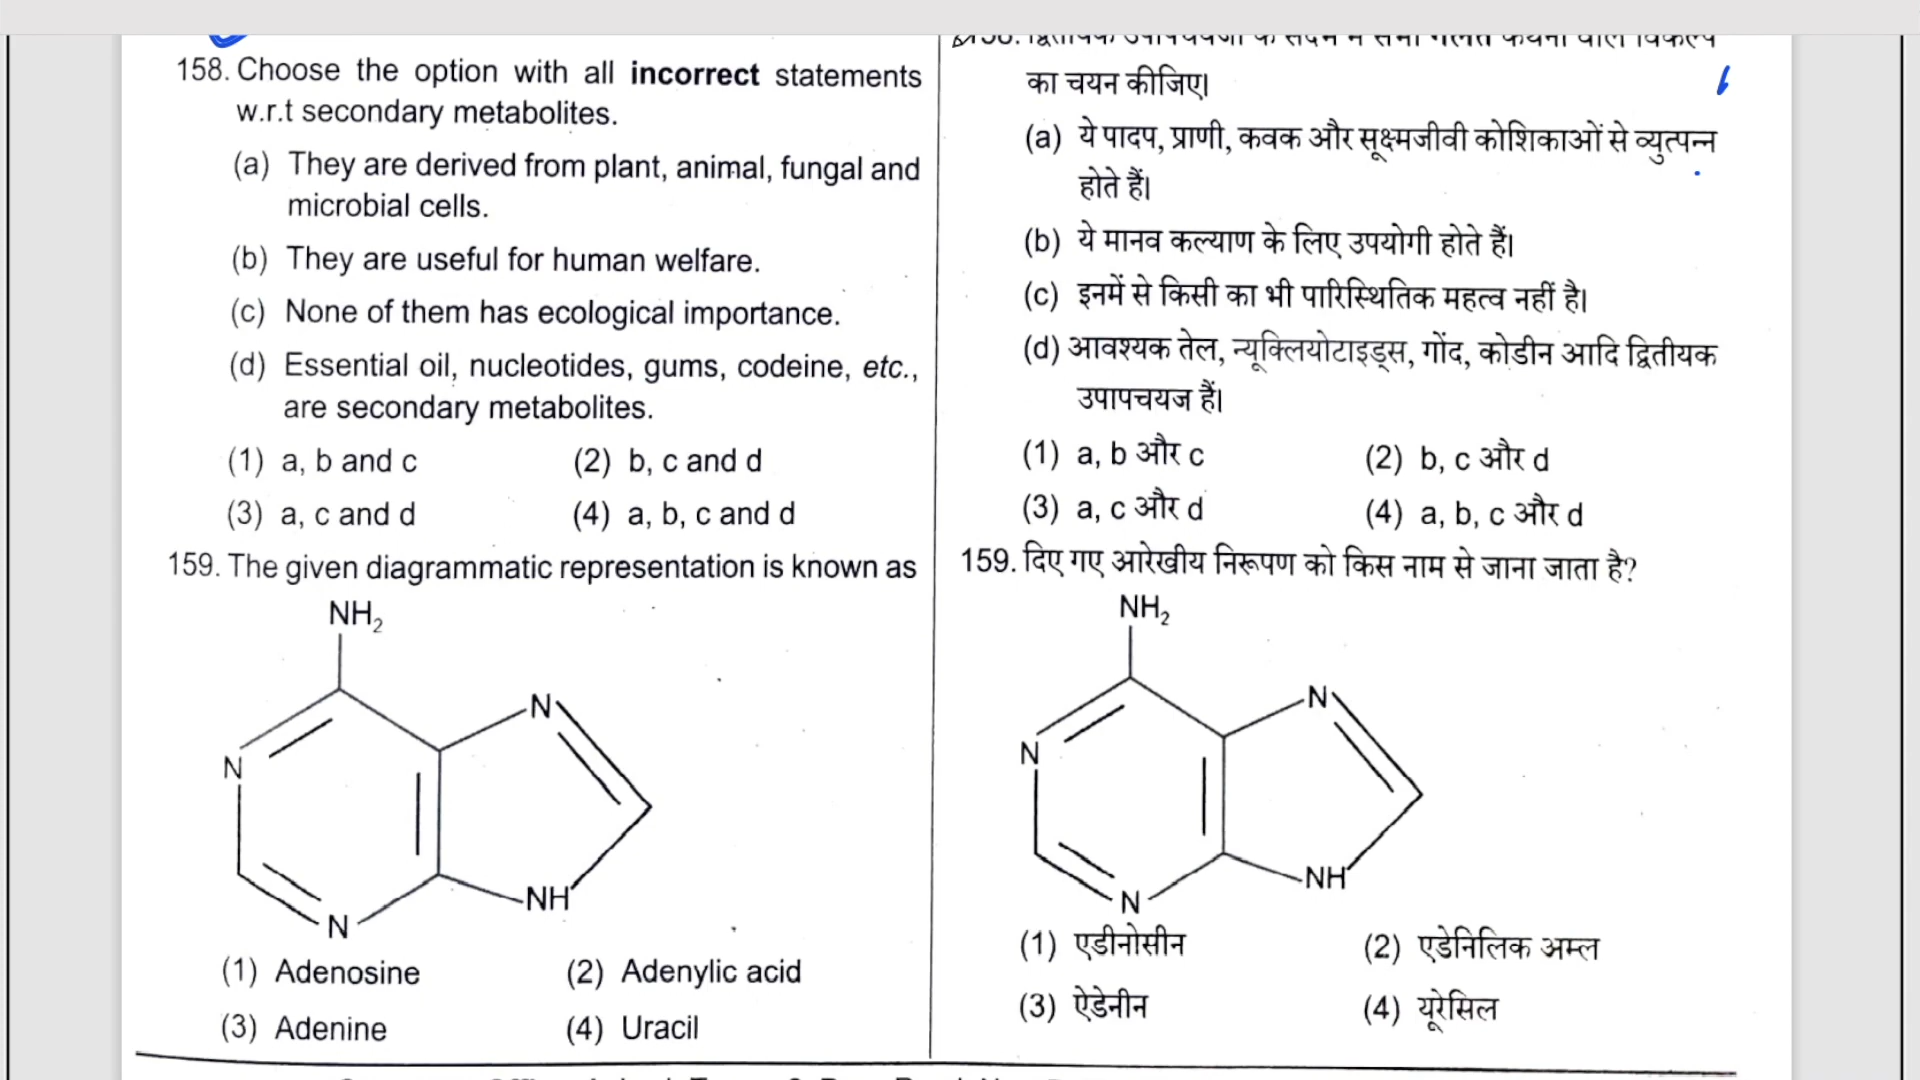 158. Choose the option with all incorrect statements
w.r.t secondary metabolites.
(a) They are derived from plant, animal, fungal and
microbial cells.
(b) They are useful for human welfare.
(c) None of them has ecological importance.
(d) Essential oil, nucleotides, gums, codeine, etc.,
are secondary metabolites.
(1) a, b and c (2) b, c and d
(3) a, c and d (4) a, b, c and d
159. The given diagrammatic representation is known as
NH2
N
N
N
NH
(1) Adenosine (2) Adenylic acid
(3) Adenine (4) Uracil
का चयन कीजिए।
(a) ये पादप, प्राणी, कवक और सूक्ष्मजीवी कोशिकाओं से व्युत्पन्न
होते हैं।
(b) ये मानव कल्याण के लिए उपयोगी होते हैं।
(c) इनमें से किसी का भी पारिस्थितिक महत्व नहीं है।
(d) आवश्यक तेल, न्यूक्लियोटाइड्स, गोंद, कोडीन आदि द्वितीयक
उपापचयज हैं।
(1) a, b और c (2) b, c और d
(3) a, c और d (4) a, b, c और d
159. दिए गए आरेखीय निरूपण को किस नाम से जाना जाता है?
NH2
N
N
N
NH
(1) एडीनोसीन (2) एडेनिलिक अम्ल
(3) ऐडेनीन (4) यूरेसिल